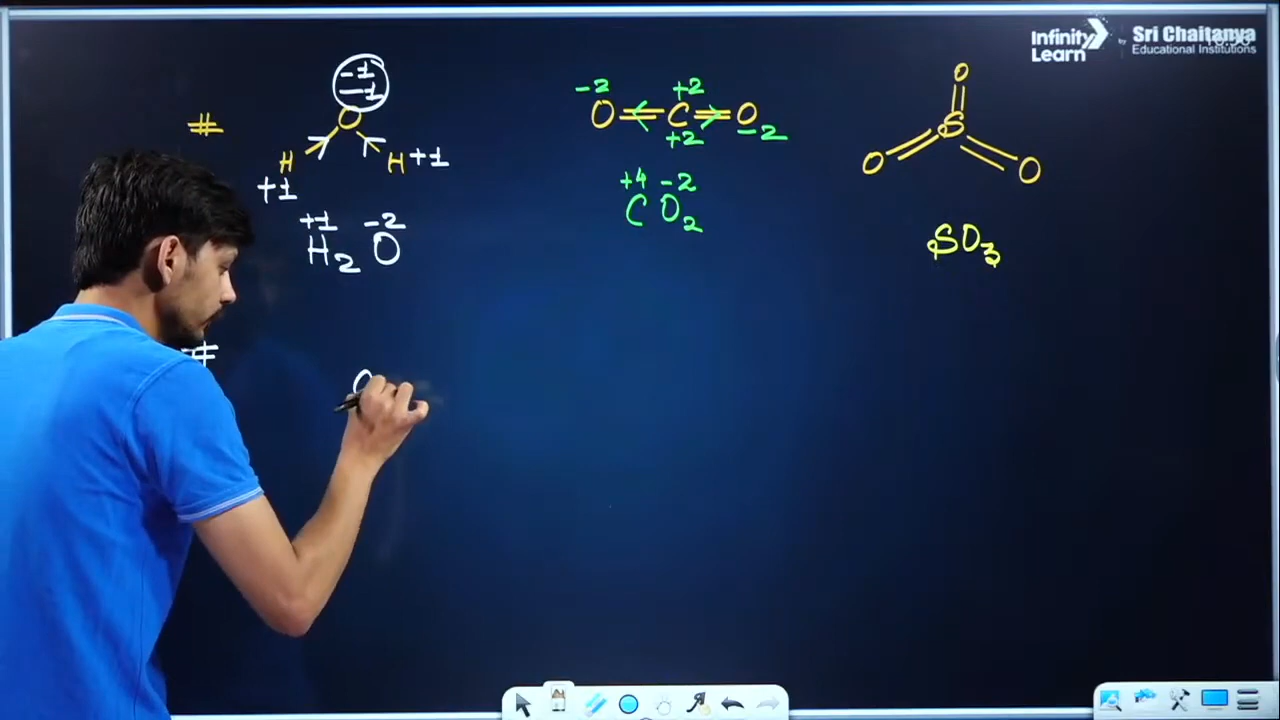 Infinity Learn by Sri Chaitanya Educational Institutions
#
-1
-1
O
H H +1
+1
+1 -2
H2 O
-2 +2
O = C = O
+2 -2
+4 -2
C O2
O
S
O O
SO3
#